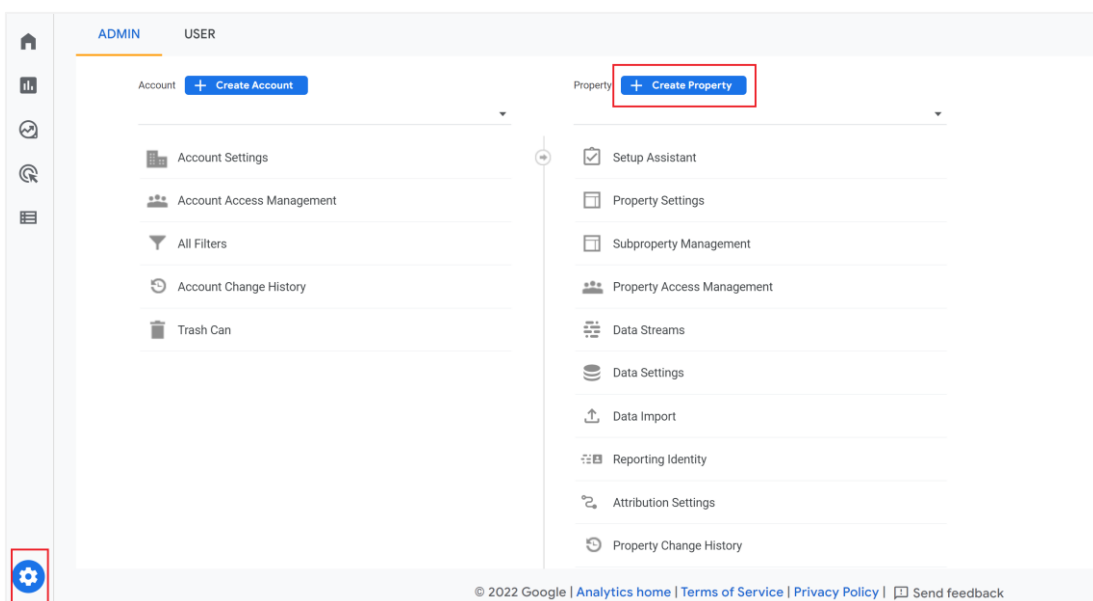 ADMIN USER
Account + Create Account
Property + Create Property
Account Settings
Account Access Management
All Filters
Account Change History
Trash Can
Setup Assistant
Property Settings
Subproperty Management
Property Access Management
Data Streams
Data Settings
Data Import
Reporting Identity
Attribution Settings
Property Change History
© 2022 Google | Analytics home | Terms of Service | Privacy Policy | Send feedback